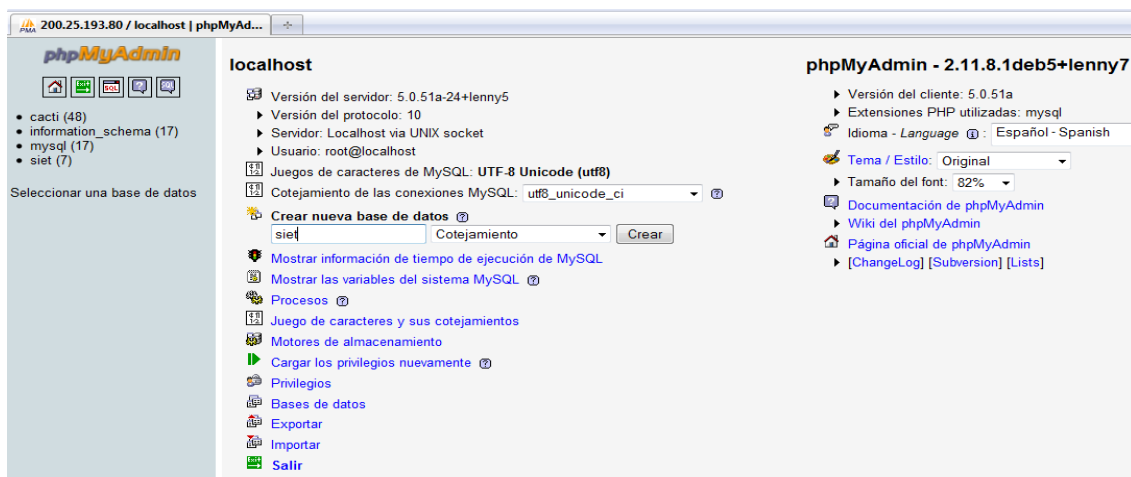 200.25.193.80 / localhost | phpMyAd...
phpMyAdmin
cacti (48)
information_schema (17)
mysql (17)
siet (7)
Seleccionar una base de datos
localhost
Versión del servidor: 5.0.51a-24+lenny5
Versión del protocolo: 10
Servidor: Localhost via UNIX socket
Usuario: root@localhost
Juegos de caracteres de MySQL: UTF-8 Unicode (utf8)
Cotejamiento de las conexiones MySQL: utf8_unicode_ci
Crear nueva base de datos
siet Cotejamiento Crear
Mostrar información de tiempo de ejecución de MySQL
Mostrar las variables del sistema MySQL
Procesos
Juego de caracteres y sus cotejamientos
Motores de almacenamiento
Cargar los privilegios nuevamente
Privilegios
Bases de datos
Exportar
Importar
Salir
phpMyAdmin - 2.11.8.1deb5+lenny7
Versión del cliente: 5.0.51a
Extensiones PHP utilizadas: mysql
Idioma - Language : Español - Spanish
Tema / Estilo: Original
Tamaño del font: 82%
Documentación de phpMyAdmin
Wiki del phpMyAdmin
Página oficial de phpMyAdmin
[ChangeLog] [Subversion] [Lists]